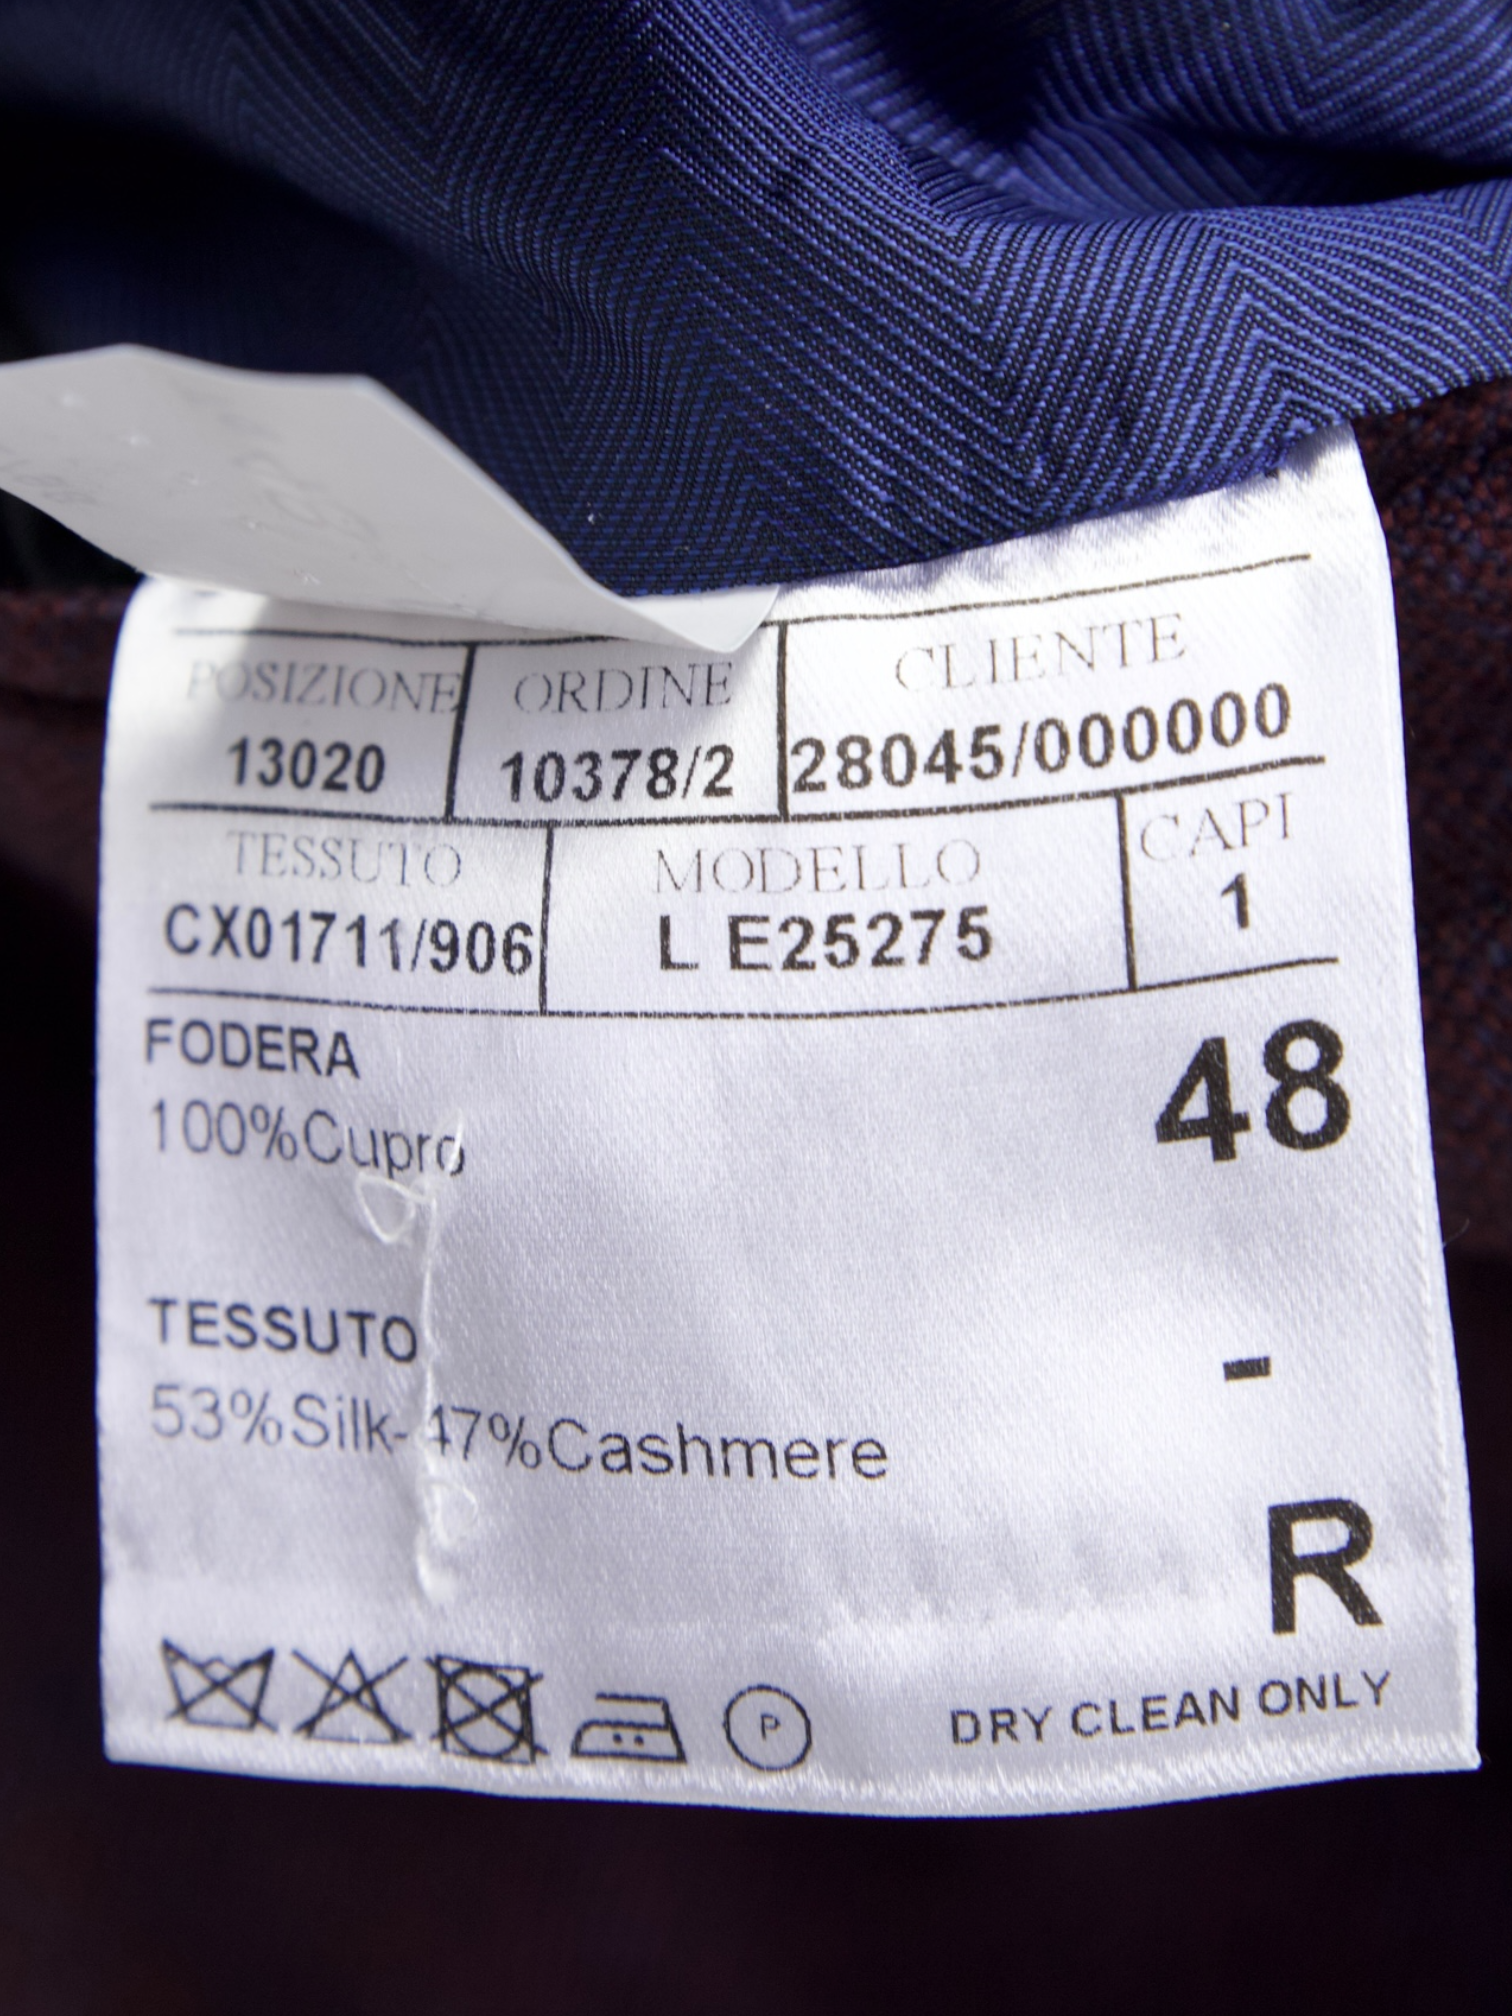 POSIZIONE ORDINE CLIENTE
13020 10378/2 28045/000000
TESSUTO MODELLO CAPI
CX01711/906 L E25275 1
FODERA
48
100%Cupro
TESSUTO
-
53%Silk-47%Cashmere
R
P
DRY CLEAN ONLY